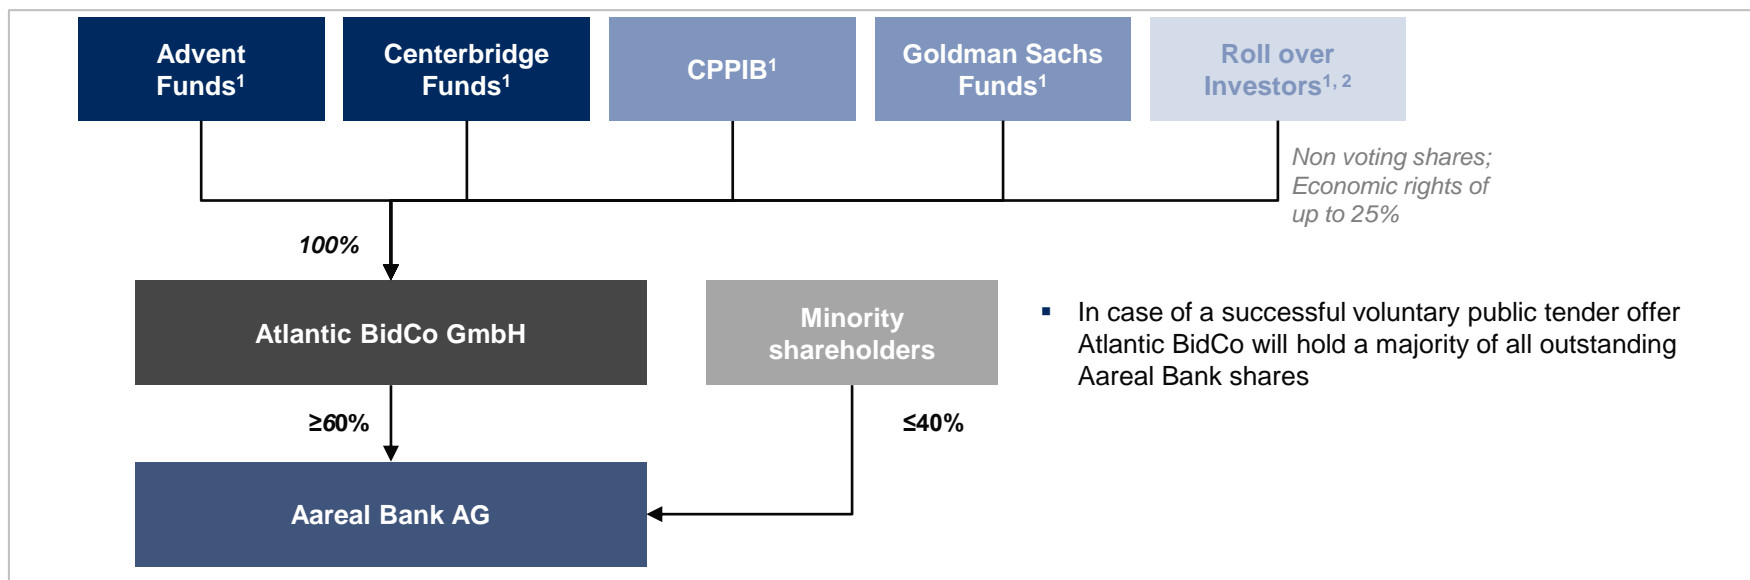 Advent
Funds¹
Centerbridge
Funds¹
CPPIB¹
Goldman Sachs
Funds¹
Roll over
Investors¹, ²
Non voting shares;
Economic rights of
up to 25%
100%
Atlantic BidCo GmbH
Minority
shareholders
▪ In case of a successful voluntary public tender offer
Atlantic BidCo will hold a majority of all outstanding
Aareal Bank shares
≥60%
≤40%
Aareal Bank AG